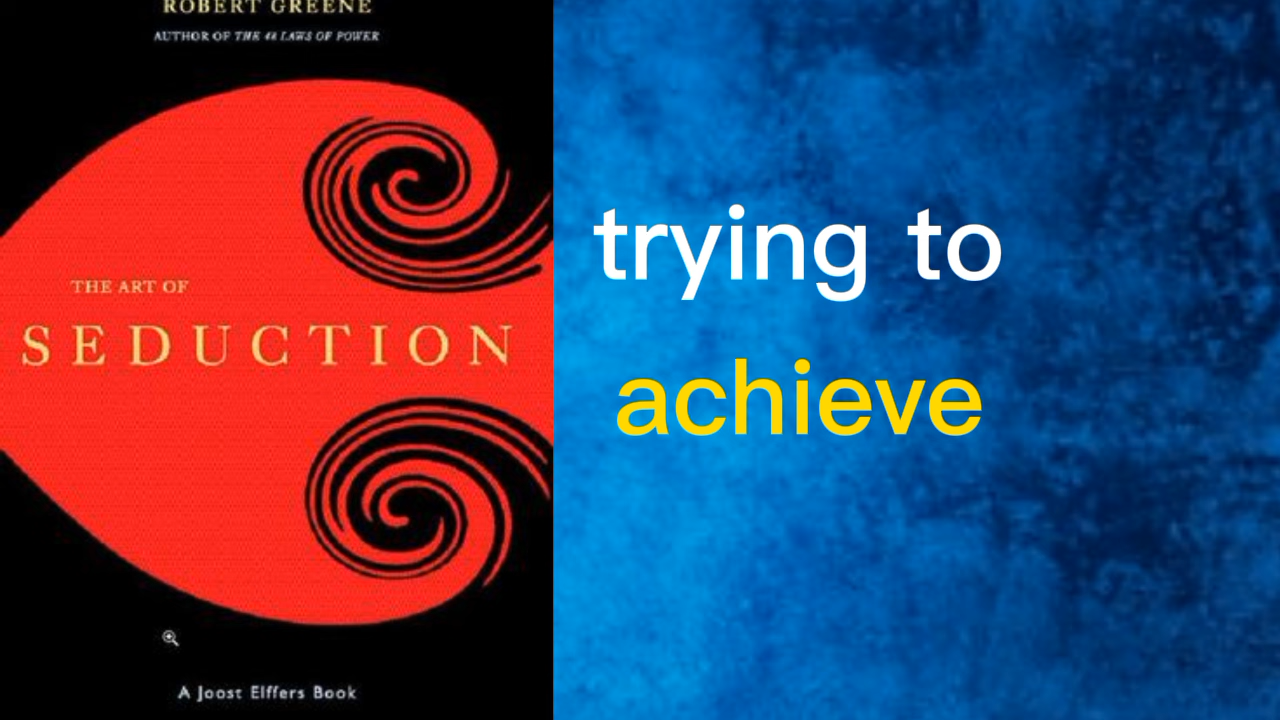 ROBERT GREENE
AUTHOR OF THE 48 LAWS OF POWER
THE ART OF
SEDUCTION
A Joost Elffers Book
trying to
achieve